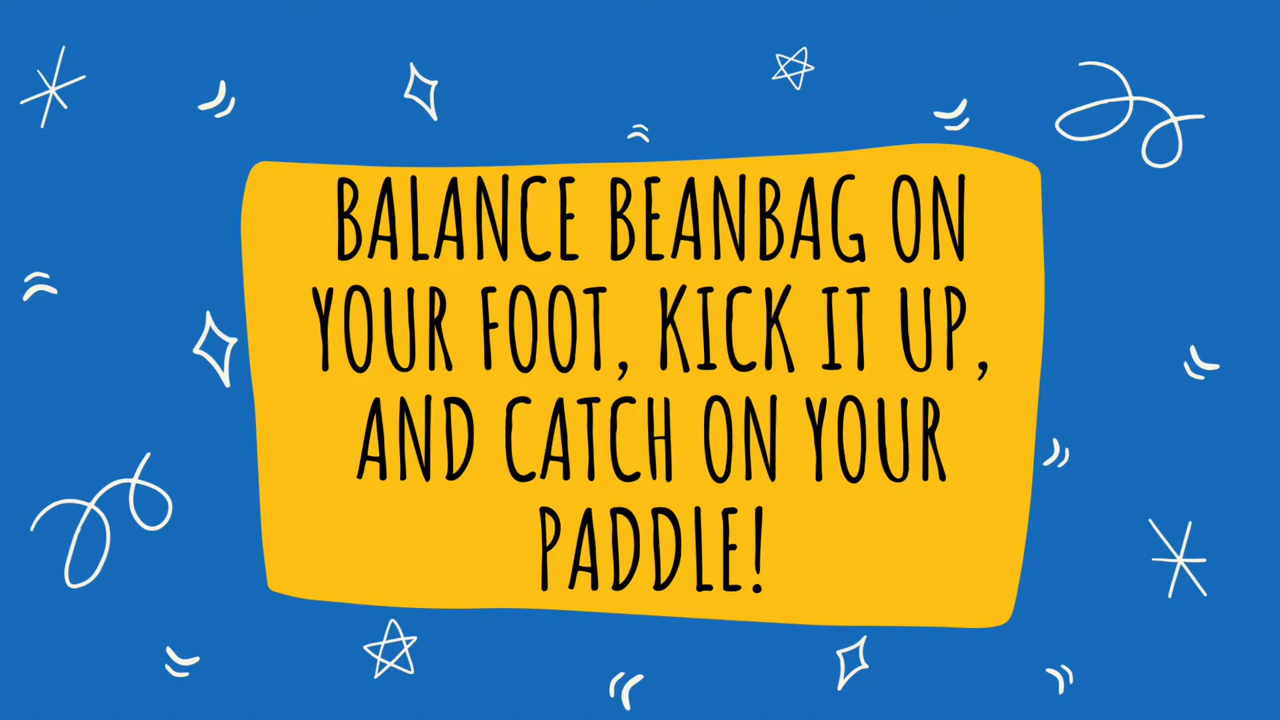 BALANCE BEANBAG ON
YOUR FOOT, KICK IT UP,
AND CATCH ON YOUR
PADDLE!